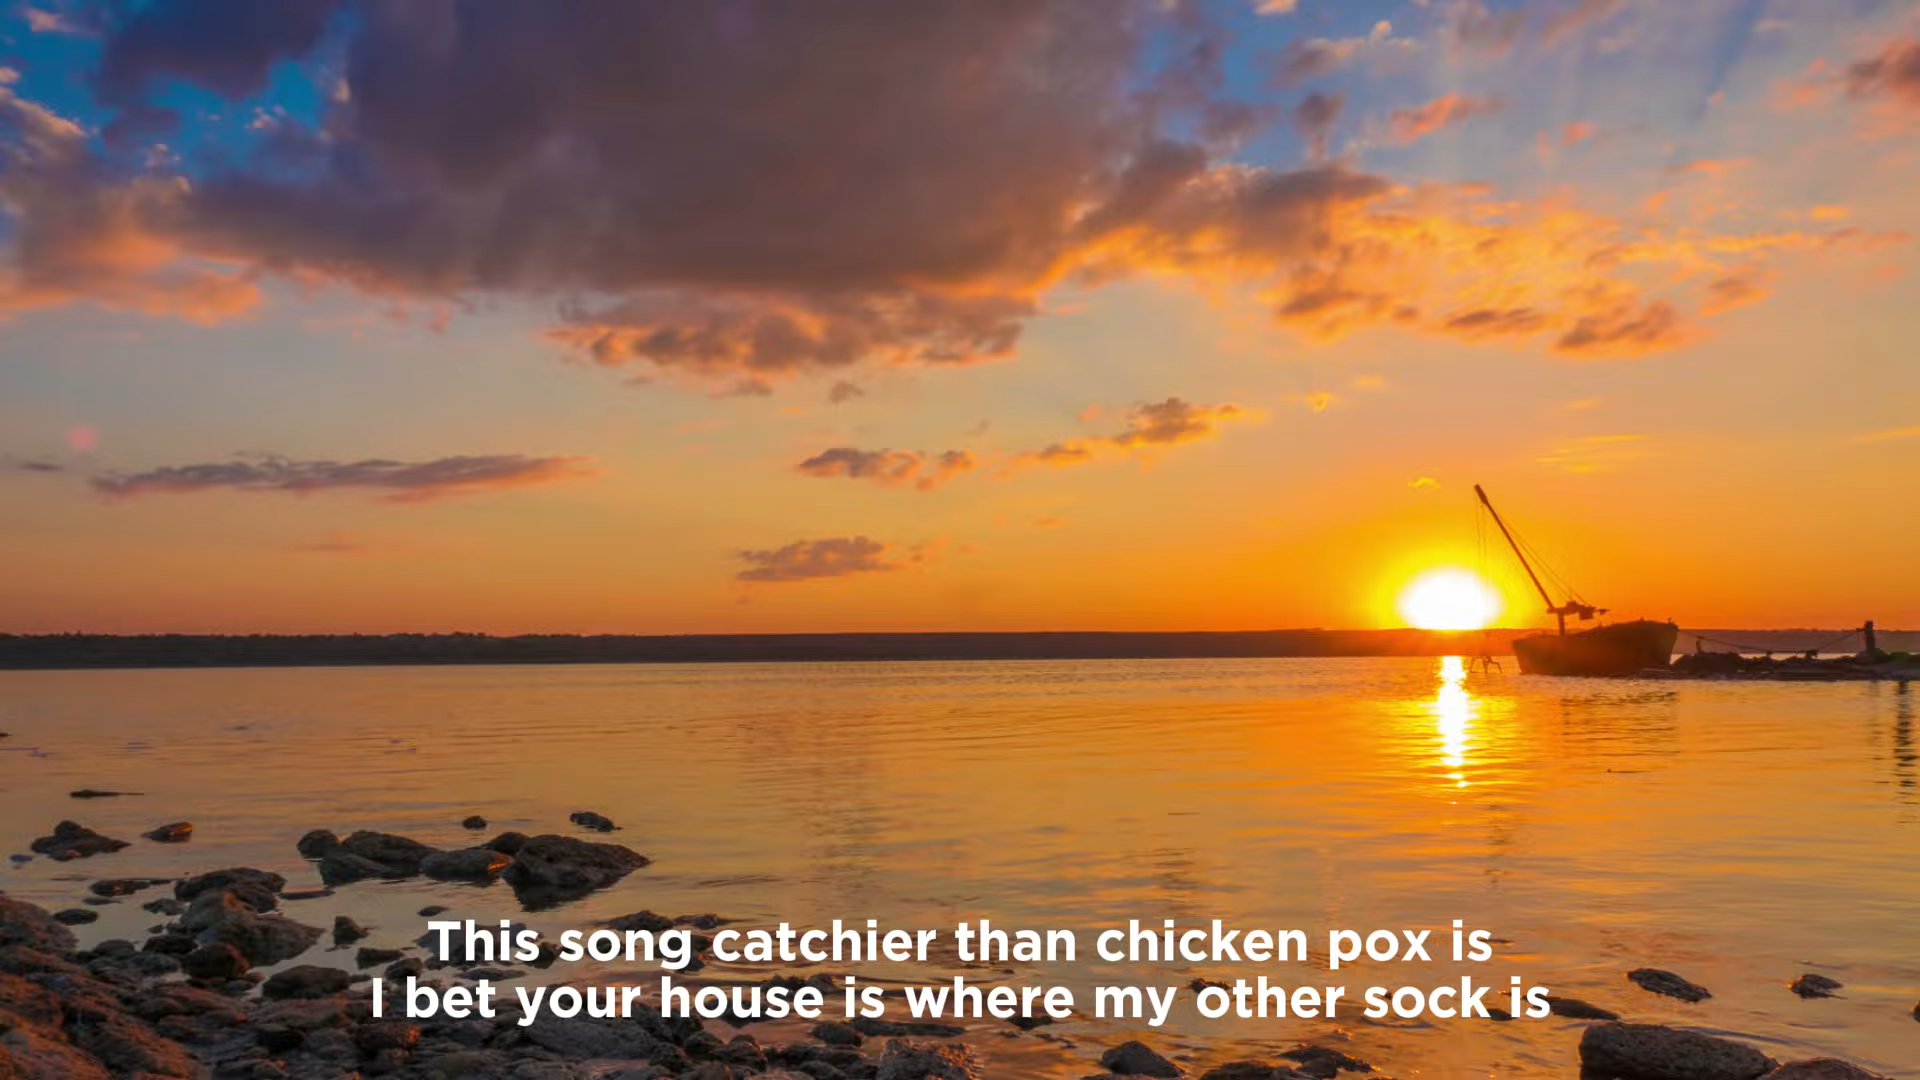 This song catchier than chicken pox is
I bet your house is where my other sock is